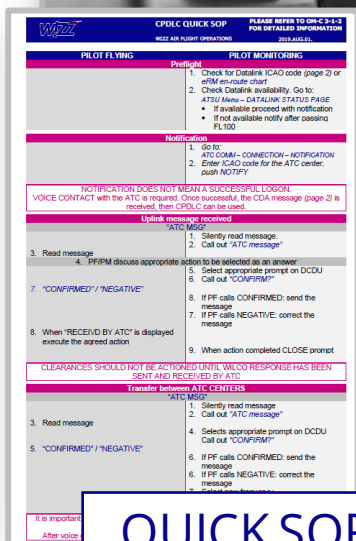 WIZZ
CPDLC QUICK SOP
WIZZ AIR FLIGHT OPERATIONS
PLEASE REFER TO OM-C 3-1-2
FOR DETAILED INFORMATION
2019.AUG.01.
PILOT FLYING
PILOT MONITORING
Preflight
1. Check for Datalink ICAO code (page 2) or
eRM en-route chart
2. Check Datalink availability. Go to:
ATSU Menu – DATALINK STATUS PAGE
• If available proceed with notification
• If not available notify after passing
FL100
Notification
1. Go to:
ATC COMM – CONNECTION – NOTIFICATION
2. Enter ICAO code for the ATC center,
push NOTIFY
NOTIFICATION DOES NOT MEAN A SUCCESSFUL LOGON.
VOICE CONTACT with the ATC is required. Once successful, the CDA message (page 2) is
received, then CPDLC can be used.
Uplink message received
"ATC MSG"
1. Silently read message.
2. Call out "ATC message"
3. Read message
4. PF/PM discuss appropriate action to be selected as an answer
5. Select appropriate prompt on DCDU
6. Call out "CONFIRM?"
7. "CONFIRMED" / "NEGATIVE"
8. If PF calls CONFIRMED: send the
message
7. If PF calls NEGATIVE: correct the
message
8. When "RECEIVD BY ATC" is displayed
execute the agreed action
9. When action completed CLOSE prompt
CLEARANCES SHOULD NOT BE ACTIONED UNTIL WILCO RESPONSE HAS BEEN
SENT AND RECEIVED BY ATC
Transfer between ATC CENTERS
"ATC MSG"
1. Silently read message
2. Call out "ATC message"
3. Read message
4. Select appropriate prompt on DCDU
Call out "CONFIRM?"
5. "CONFIRMED" / "NEGATIVE"
6. If PF calls CONFIRMED: send the
message
6. If PF calls NEGATIVE: correct the
message
7. Select new frequency
It is important
After voice
QUICK SOP